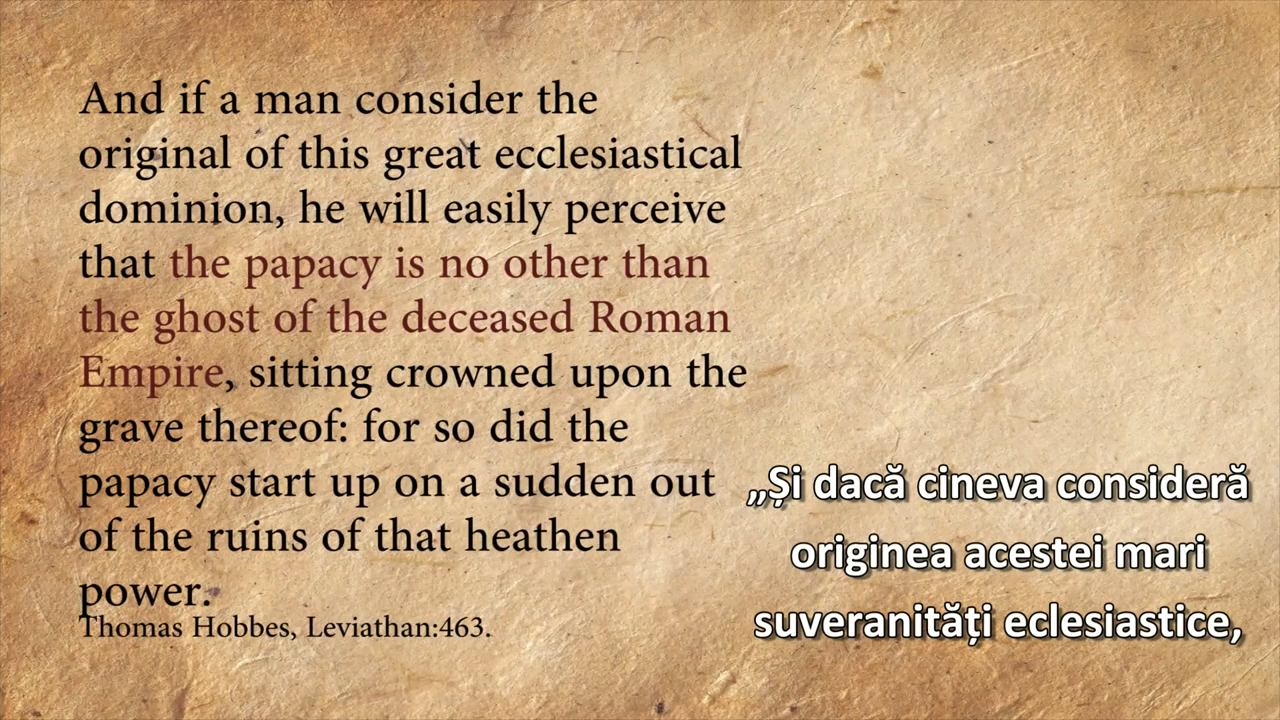 And if a man consider the
original of this great ecclesiastical
dominion, he will easily perceive
that the papacy is no other than
the ghost of the deceased Roman
Empire, sitting crowned upon the
grave thereof: for so did the
papacy start up on a sudden out
of the ruins of that heathen
power.
Thomas Hobbes, Leviathan:463.
„Și dacă cineva consideră
originea acestei mari
suveranități eclesiastice,